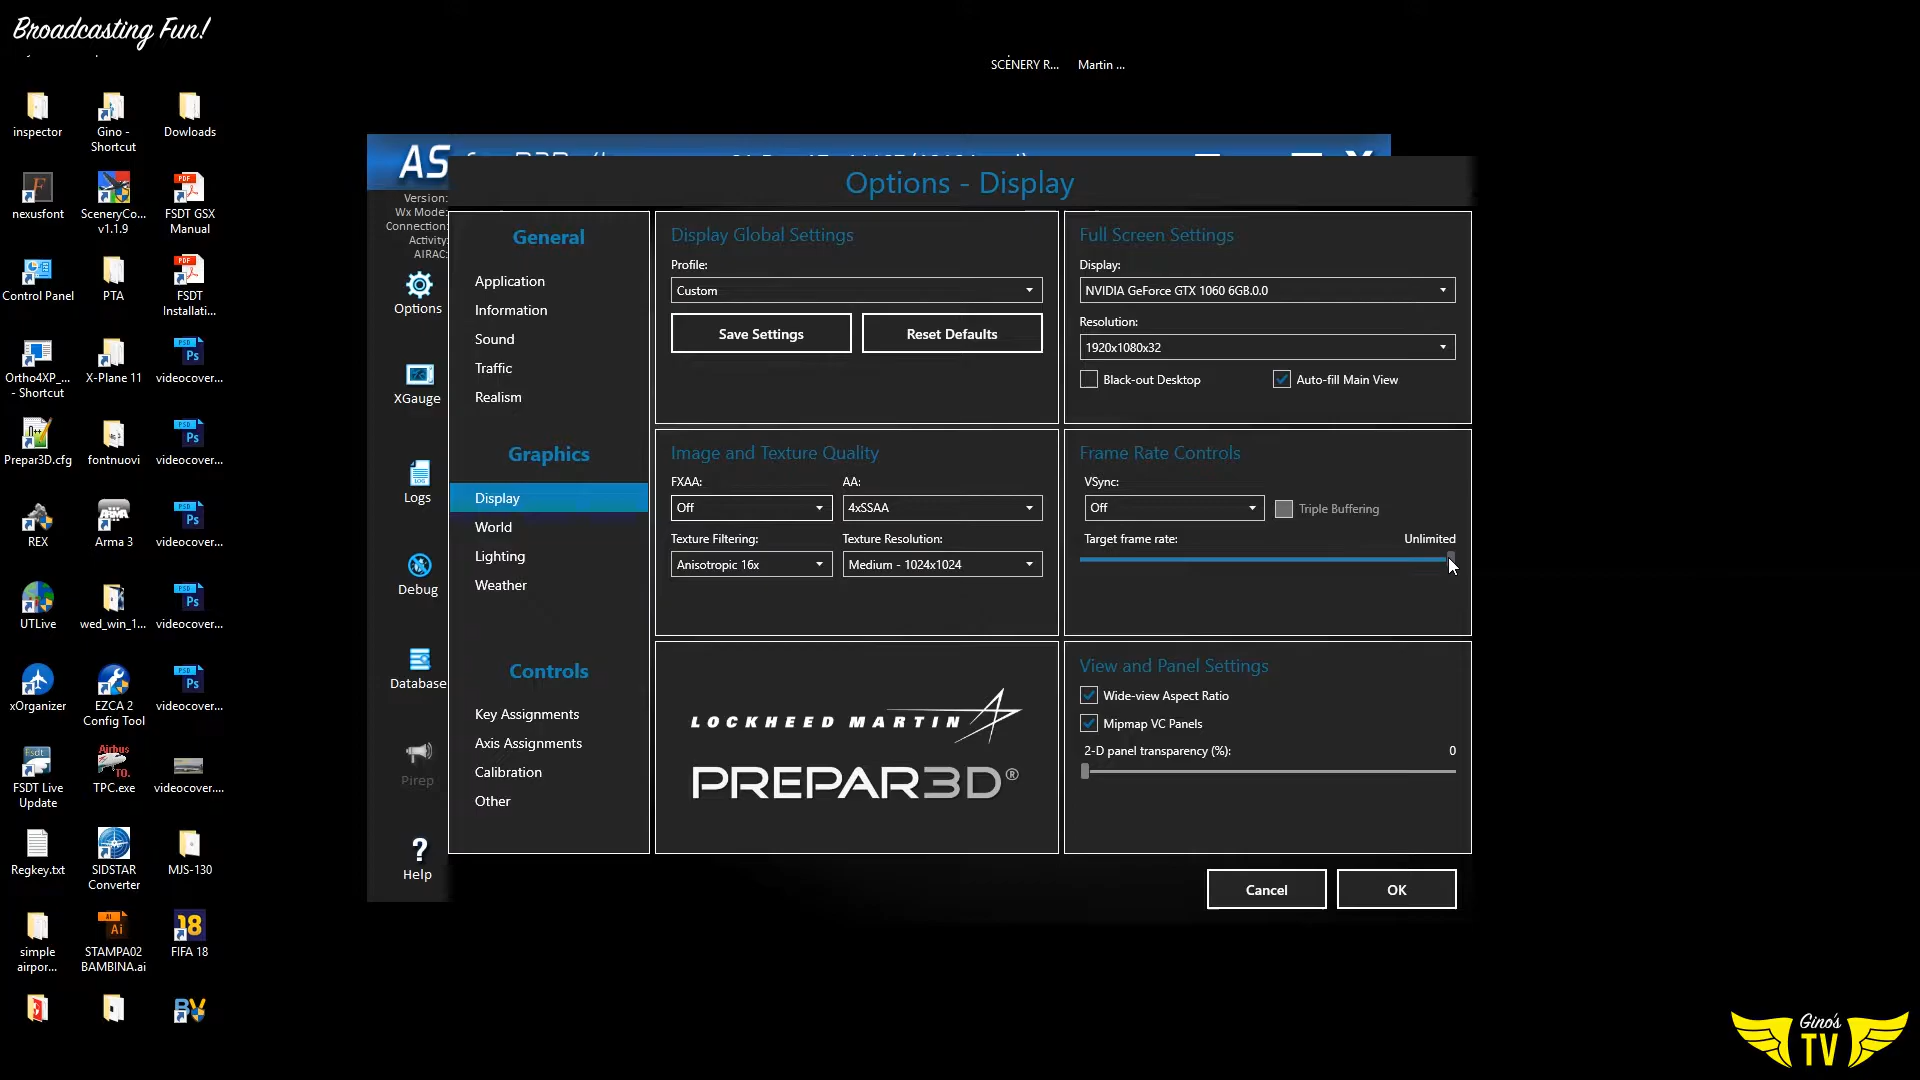 Broadcasting Fun!
SCENERY R...
Martin ...
inspector
Gino -
Shortcut
Dowloads
nexusfont
SceneryCo...
v1.1.9
FSDT GSX
Manual
Control Panel
PTA
FSDT
Installati...
Ortho4XP_...
- Shortcut
X-Plane 11
videocover...
Prepar3D.cfg
fontnuovi
videocover...
REX
Arma 3
videocover...
UTLive
wed_win_1...
videocover...
xOrganizer
EZCA 2
Config Tool
videocover...
FSDT Live
Update
TPC.exe
videocover....
Regkey.txt
SIDSTAR
Converter
MJS-130
simple
airpor...
STAMPA02
BAMBINA.ai
FIFA 18
AS
Version:
Wx Mode:
Connection:
Activity:
AIRAC:
Options
XGauge
Logs
Debug
Database
Pirep
Help
Options - Display
General
Application
Information
Sound
Traffic
Realism
Graphics
Display
World
Lighting
Weather
Controls
Key Assignments
Axis Assignments
Calibration
Other
Display Global Settings
Profile:
Custom
Save Settings
Reset Defaults
Full Screen Settings
Display:
NVIDIA GeForce GTX 1060 6GB.0.0
Resolution:
1920x1080x32
Black-out Desktop
Auto-fill Main View
Image and Texture Quality
FXAA:
AA:
Off
4xSSAA
Texture Filtering:
Texture Resolution:
Anisotropic 16x
Medium - 1024x1024
Frame Rate Controls
VSync:
Off
Triple Buffering
Target frame rate:
Unlimited
LOCKHEED MARTIN
PREPAR3D®
View and Panel Settings
Wide-view Aspect Ratio
Mipmap VC Panels
2-D panel transparency (%):
0
Cancel
OK
Gino's
TV